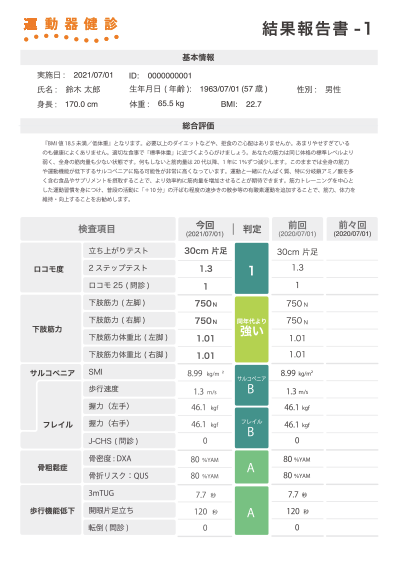 運動器健診
結果報告書 -1
基本情報
実施日: 2021/07/01 ID: 0000000001
氏名: 鈴木 太郎 生年月日 (年齢): 1963/07/01 (57歳) 性別: 男性
身長: 170.0 cm 体重: 65.5 kg BMI: 22.7
総合評価
「BMI 値 18.5 未満/低体重」となります。必要以上のダイエットなどや、拒食のご心配はありませんか。あまりやせすぎている
のも健康によくありません。適切な食事で「標準体重」に近づくよう心がけましょう。あなたの筋力は同じ体格の標準レベルより
弱く、全身の筋肉量も少ない状態です。何もしないと筋肉量は 20 代以降、1 年に 1%ずつ減少します。このままでは全身の筋力
や運動機能が低下するサルコペニアに陥る可能性が非常に高くなっています。運動と一緒にたんぱく質、特に分岐鎖アミノ酸を多
く含む食品やサプリメントを摂取することで、より効率的に筋肉量を増加させることが期待できます。筋力トレーニングを中心と
した運動習慣を身につけ、普段の活動に「+10 分」の汗ばむ程度の速歩きの散歩等の有酸素運動を追加することで、筋力、体力を
維持・向上することをお勧めします。
検査項目 今回 (2021/07/01) | 判定 前回 (2020/07/01) 前々回 (2020/07/01)
ロコモ度 立ち上がりテスト 30cm 片足 1 30cm 片足
2 ステップテスト 1.3 1.3
ロコモ 25 (問診) 1 1
下肢筋力 下肢筋力 (左脚) 750 N 同年代より 強い 750 N
下肢筋力 (右脚) 750 N 750 N
下肢筋力体重比 (左脚) 1.01 1.01
下肢筋力体重比 (右脚) 1.01 1.01
サルコペニア SMI 8.99 kg/m² サルコペニア B 8.99 kg/m²
歩行速度 1.3 m/s 1.3 m/s
フレイル 握力 (左手) 46.1 kgf フレイル B 46.1 kgf
握力 (右手) 46.1 kgf 46.1 kgf
J-CHS (問診) 0 0
骨粗鬆症 骨密度: DXA 80 %YAM A 80 %YAM
骨折リスク: QUS 80 %YAM 80 %YAM
歩行機能低下 3mTUG 7.7 秒 A 7.7 秒
開眼片足立ち 120 秒 120 秒
転倒 (問診) 0 0